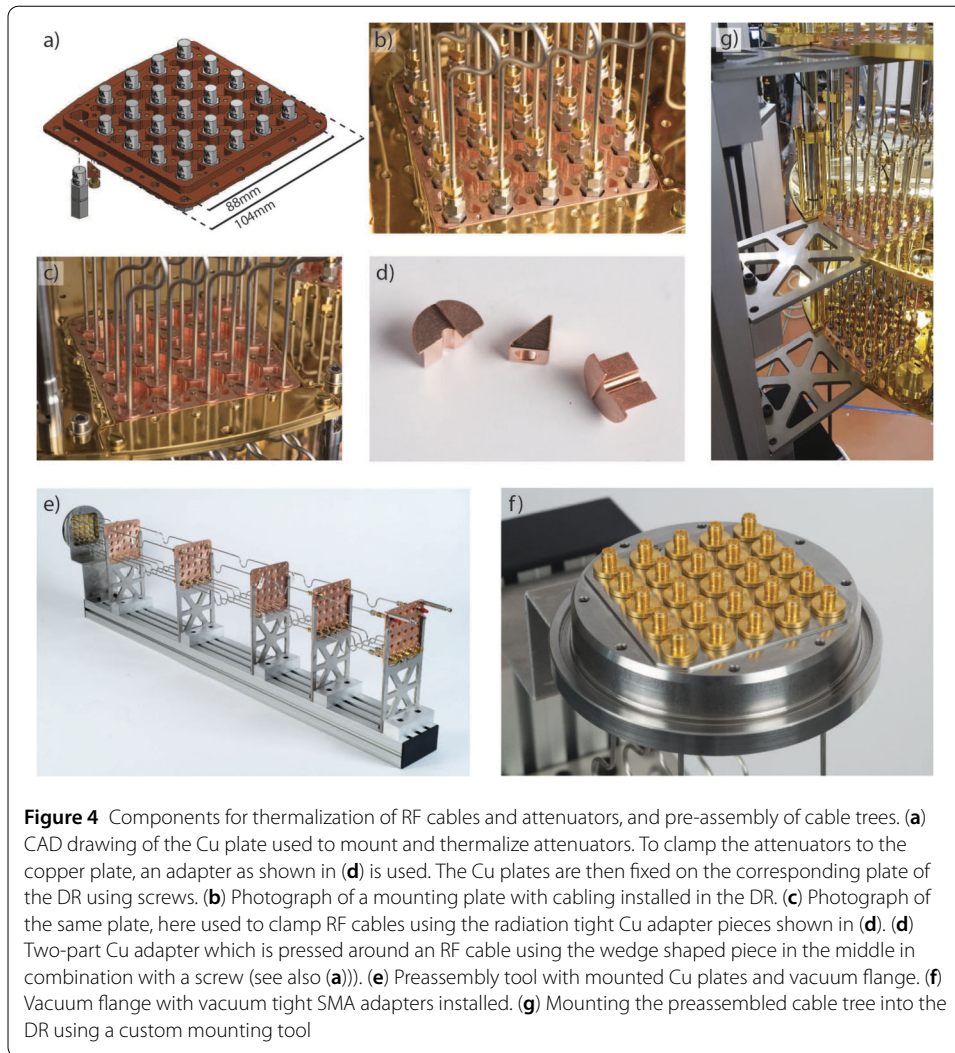 a)
88mm
104mm
b)
g)
c)
d)
e)
f)
Figure 4 Components for thermalization of RF cables and attenuators, and pre-assembly of cable trees. (a)
CAD drawing of the Cu plate used to mount and thermalize attenuators. To clamp the attenuators to the
copper plate, an adapter as shown in (d) is used. The Cu plates are then fixed on the corresponding plate of
the DR using screws. (b) Photograph of a mounting plate with cabling installed in the DR. (c) Photograph of
the same plate, here used to clamp RF cables using the radiation tight Cu adapter pieces shown in (d). (d)
Two-part Cu adapter which is pressed around an RF cable using the wedge shaped piece in the middle in
combination with a screw (see also (a))). (e) Preassembly tool with mounted Cu plates and vacuum flange. (f)
Vacuum flange with vacuum tight SMA adapters installed. (g) Mounting the preassembled cable tree into the
DR using a custom mounting tool